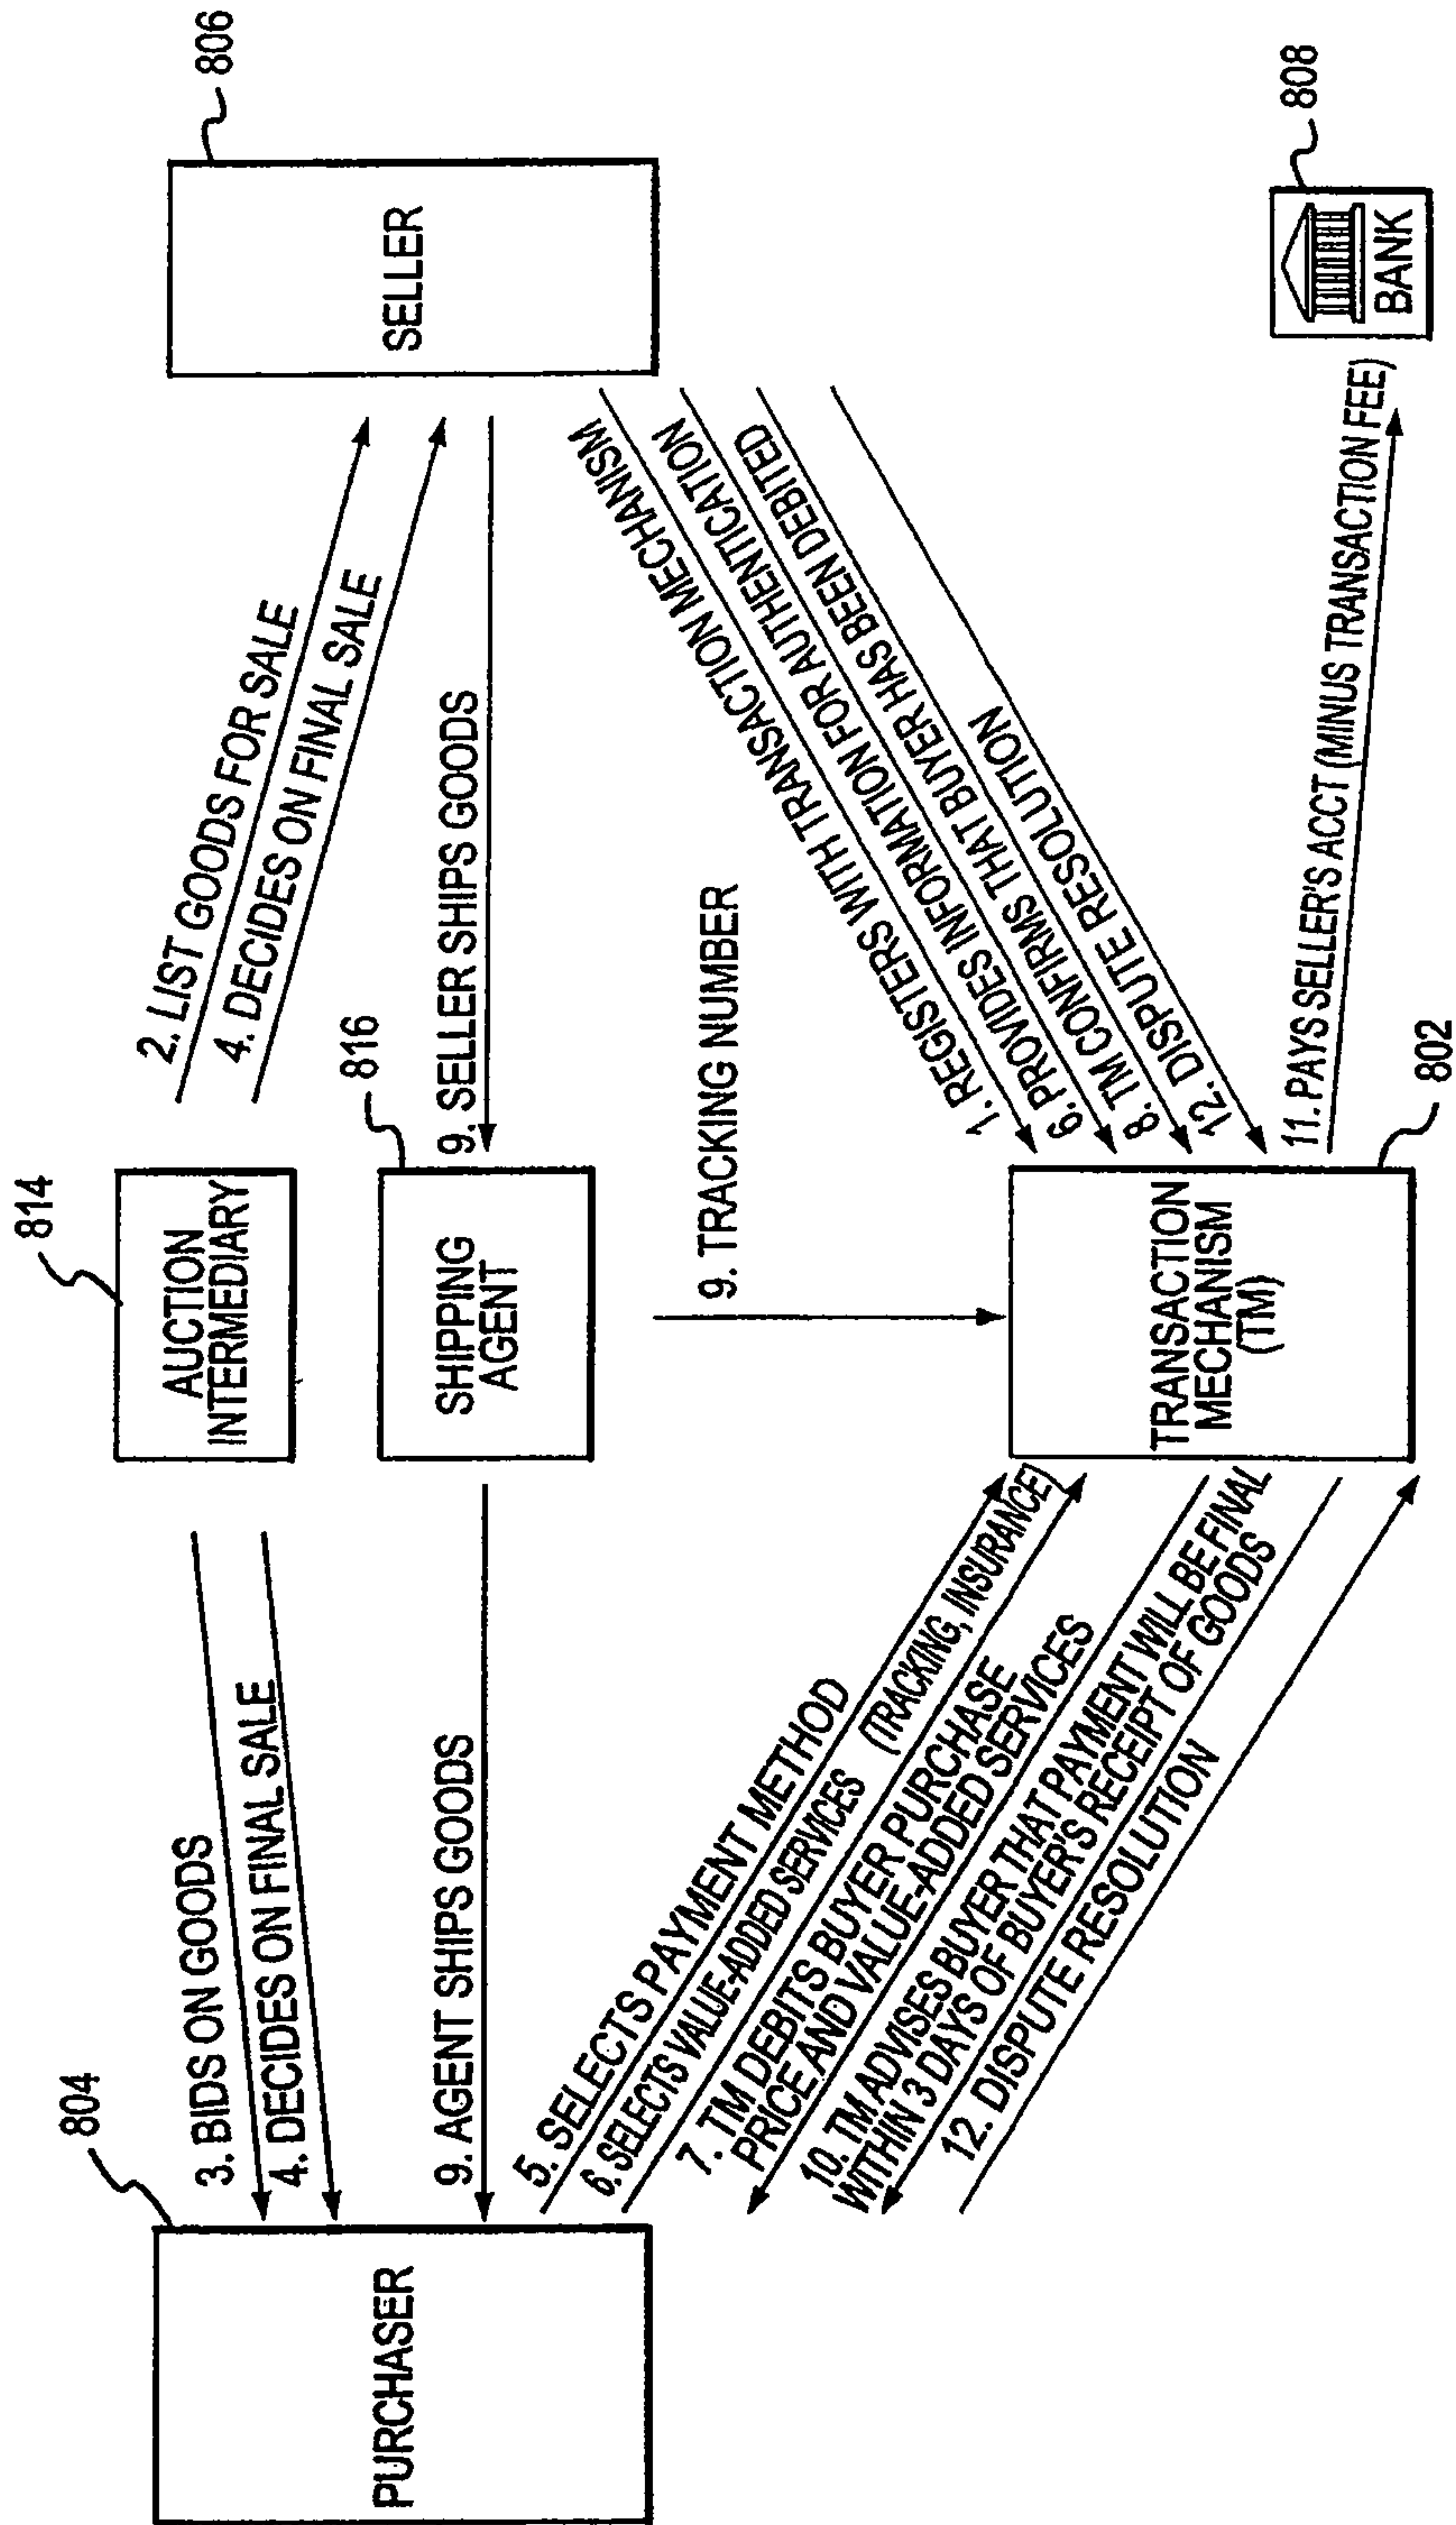 804
PURCHASER
3. BIDS ON GOODS
4. DECIDES ON FINAL SALE
814
AUCTION
INTERMEDIARY
2. LIST GOODS FOR SALE
4. DECIDES ON FINAL SALE
806
SELLER
9. AGENT SHIPS GOODS
SHIPPING
AGENT
816
9. SELLER SHIPS GOODS
9. TRACKING NUMBER
5. SELECTS PAYMENT METHOD
6. SELECTS VALUE-ADDED SERVICES (TRACKING, INSURANCE)
7. TM DEBITS BUYER PURCHASE
PRICE AND VALUE-ADDED SERVICES
10. TM ADVISES BUYER THAT PAYMENT WILL BE FINAL
WITHIN 3 DAYS OF BUYER'S RECEIPT OF GOODS
12. DISPUTE RESOLUTION
1. REGISTERS WITH TRANSACTION MECHANISM
6. PROVIDES INFORMATION FOR AUTHENTICATION
8. TM CONFIRMS THAT BUYER HAS BEEN DEBITED
12. DISPUTE RESOLUTION
TRANSACTION
MECHANISM
(TM)
802
11. PAYS SELLER'S ACCT (MINUS TRANSACTION FEE)
808
BANK